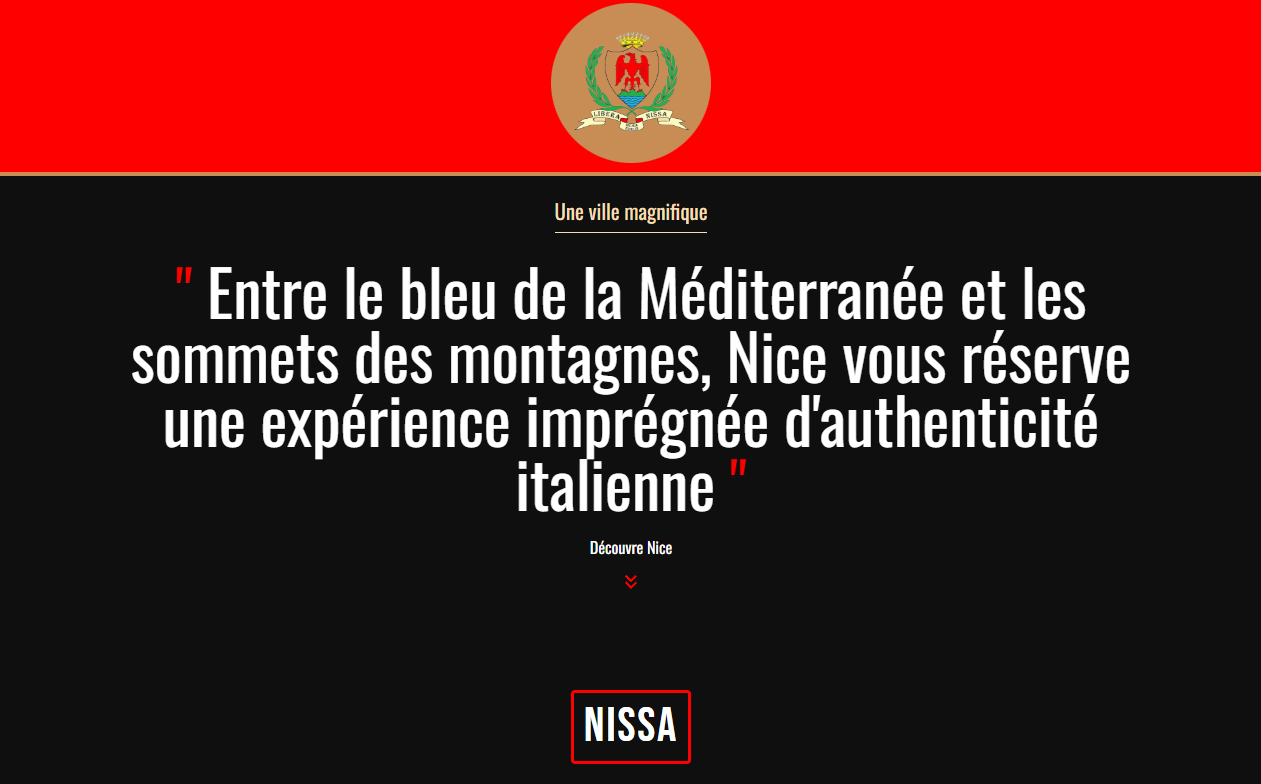 LIBERA NISSA
Une ville magnifique
" Entre le bleu de la Méditerranée et les
sommets des montagnes, Nice vous réserve
une expérience imprégnée d'authenticité
italienne "
Découvre Nice
NISSA